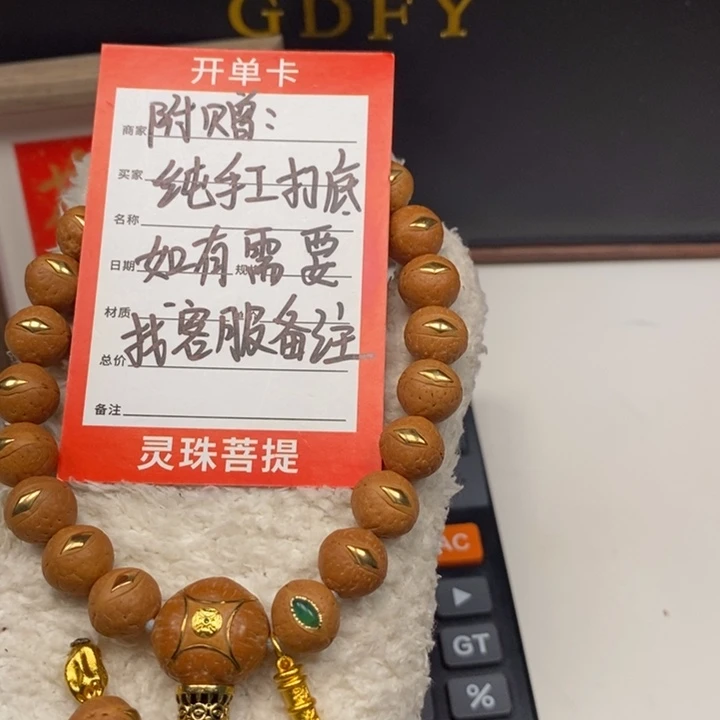 GDFY
开单卡
商家 附赠：
买家 纯手工打底
名称
日期 如有需要
材质 找客服备注
总价
备注
灵珠菩提
AC
▶
GT
%